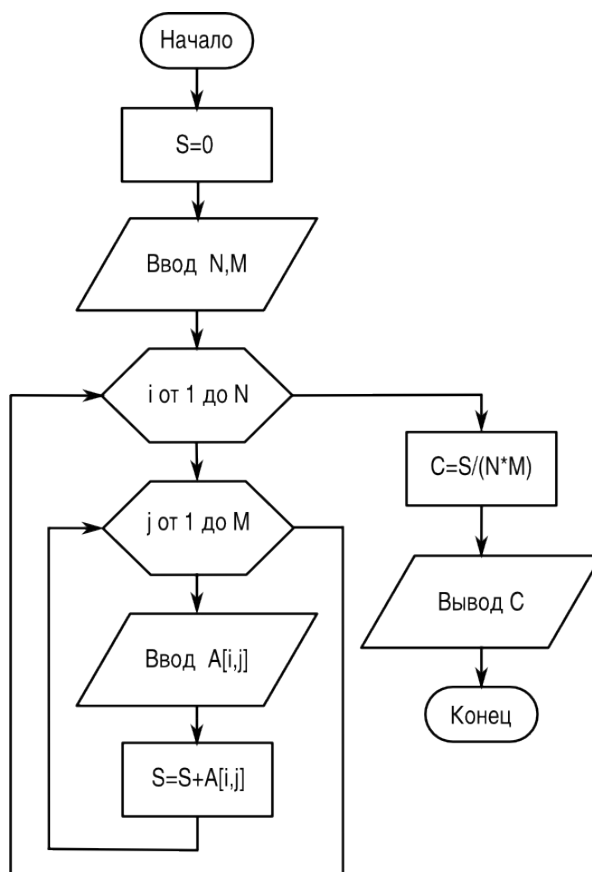 Начало
S=0
Ввод N,M
i от 1 до N
j от 1 до M
Ввод A[i,j]
S=S+A[i,j]
C=S/(N*M)
Вывод C
Конец